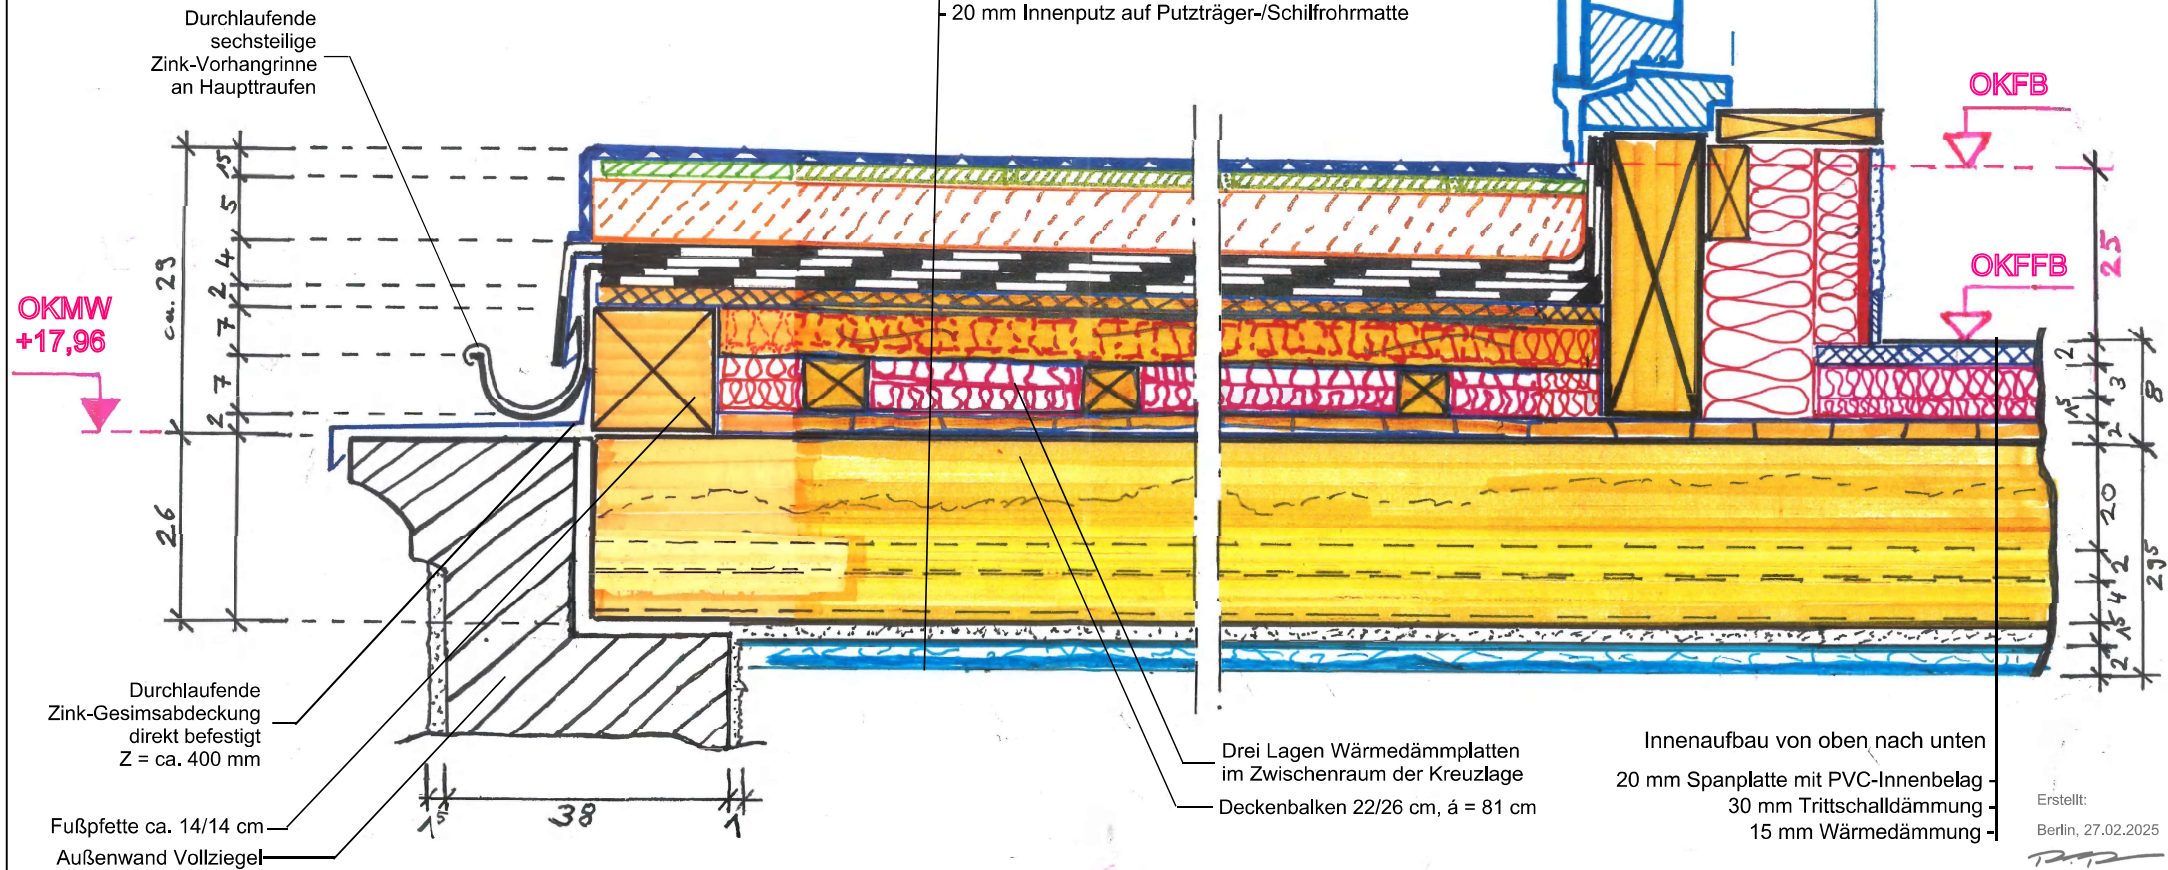 Durchlaufende
sechsteilige
Zink-Vorhangrinne
an Haupttraufen
20 mm Innenputz auf Putzträger-/Schilfrohrmatte
OKFB
OKFFB
OKMW
+17,96
ca. 29
26
1⁵
5
4
2
7
7
2
25
2
3
1⁵
2
8
20
2
4
1⁵
2
29⁵
1⁵
38
1
Durchlaufende
Zink-Gesimsabdeckung
direkt befestigt
Z = ca. 400 mm
Fußpfette ca. 14/14 cm
Außenwand Vollziegel
Drei Lagen Wärmedämmplatten
im Zwischenraum der Kreuzlage
Deckenbalken 22/26 cm, á = 81 cm
Innenaufbau von oben nach unten
20 mm Spanplatte mit PVC-Innenbelag
30 mm Trittschalldämmung
15 mm Wärmedämmung
Erstellt:
Berlin, 27.02.2025